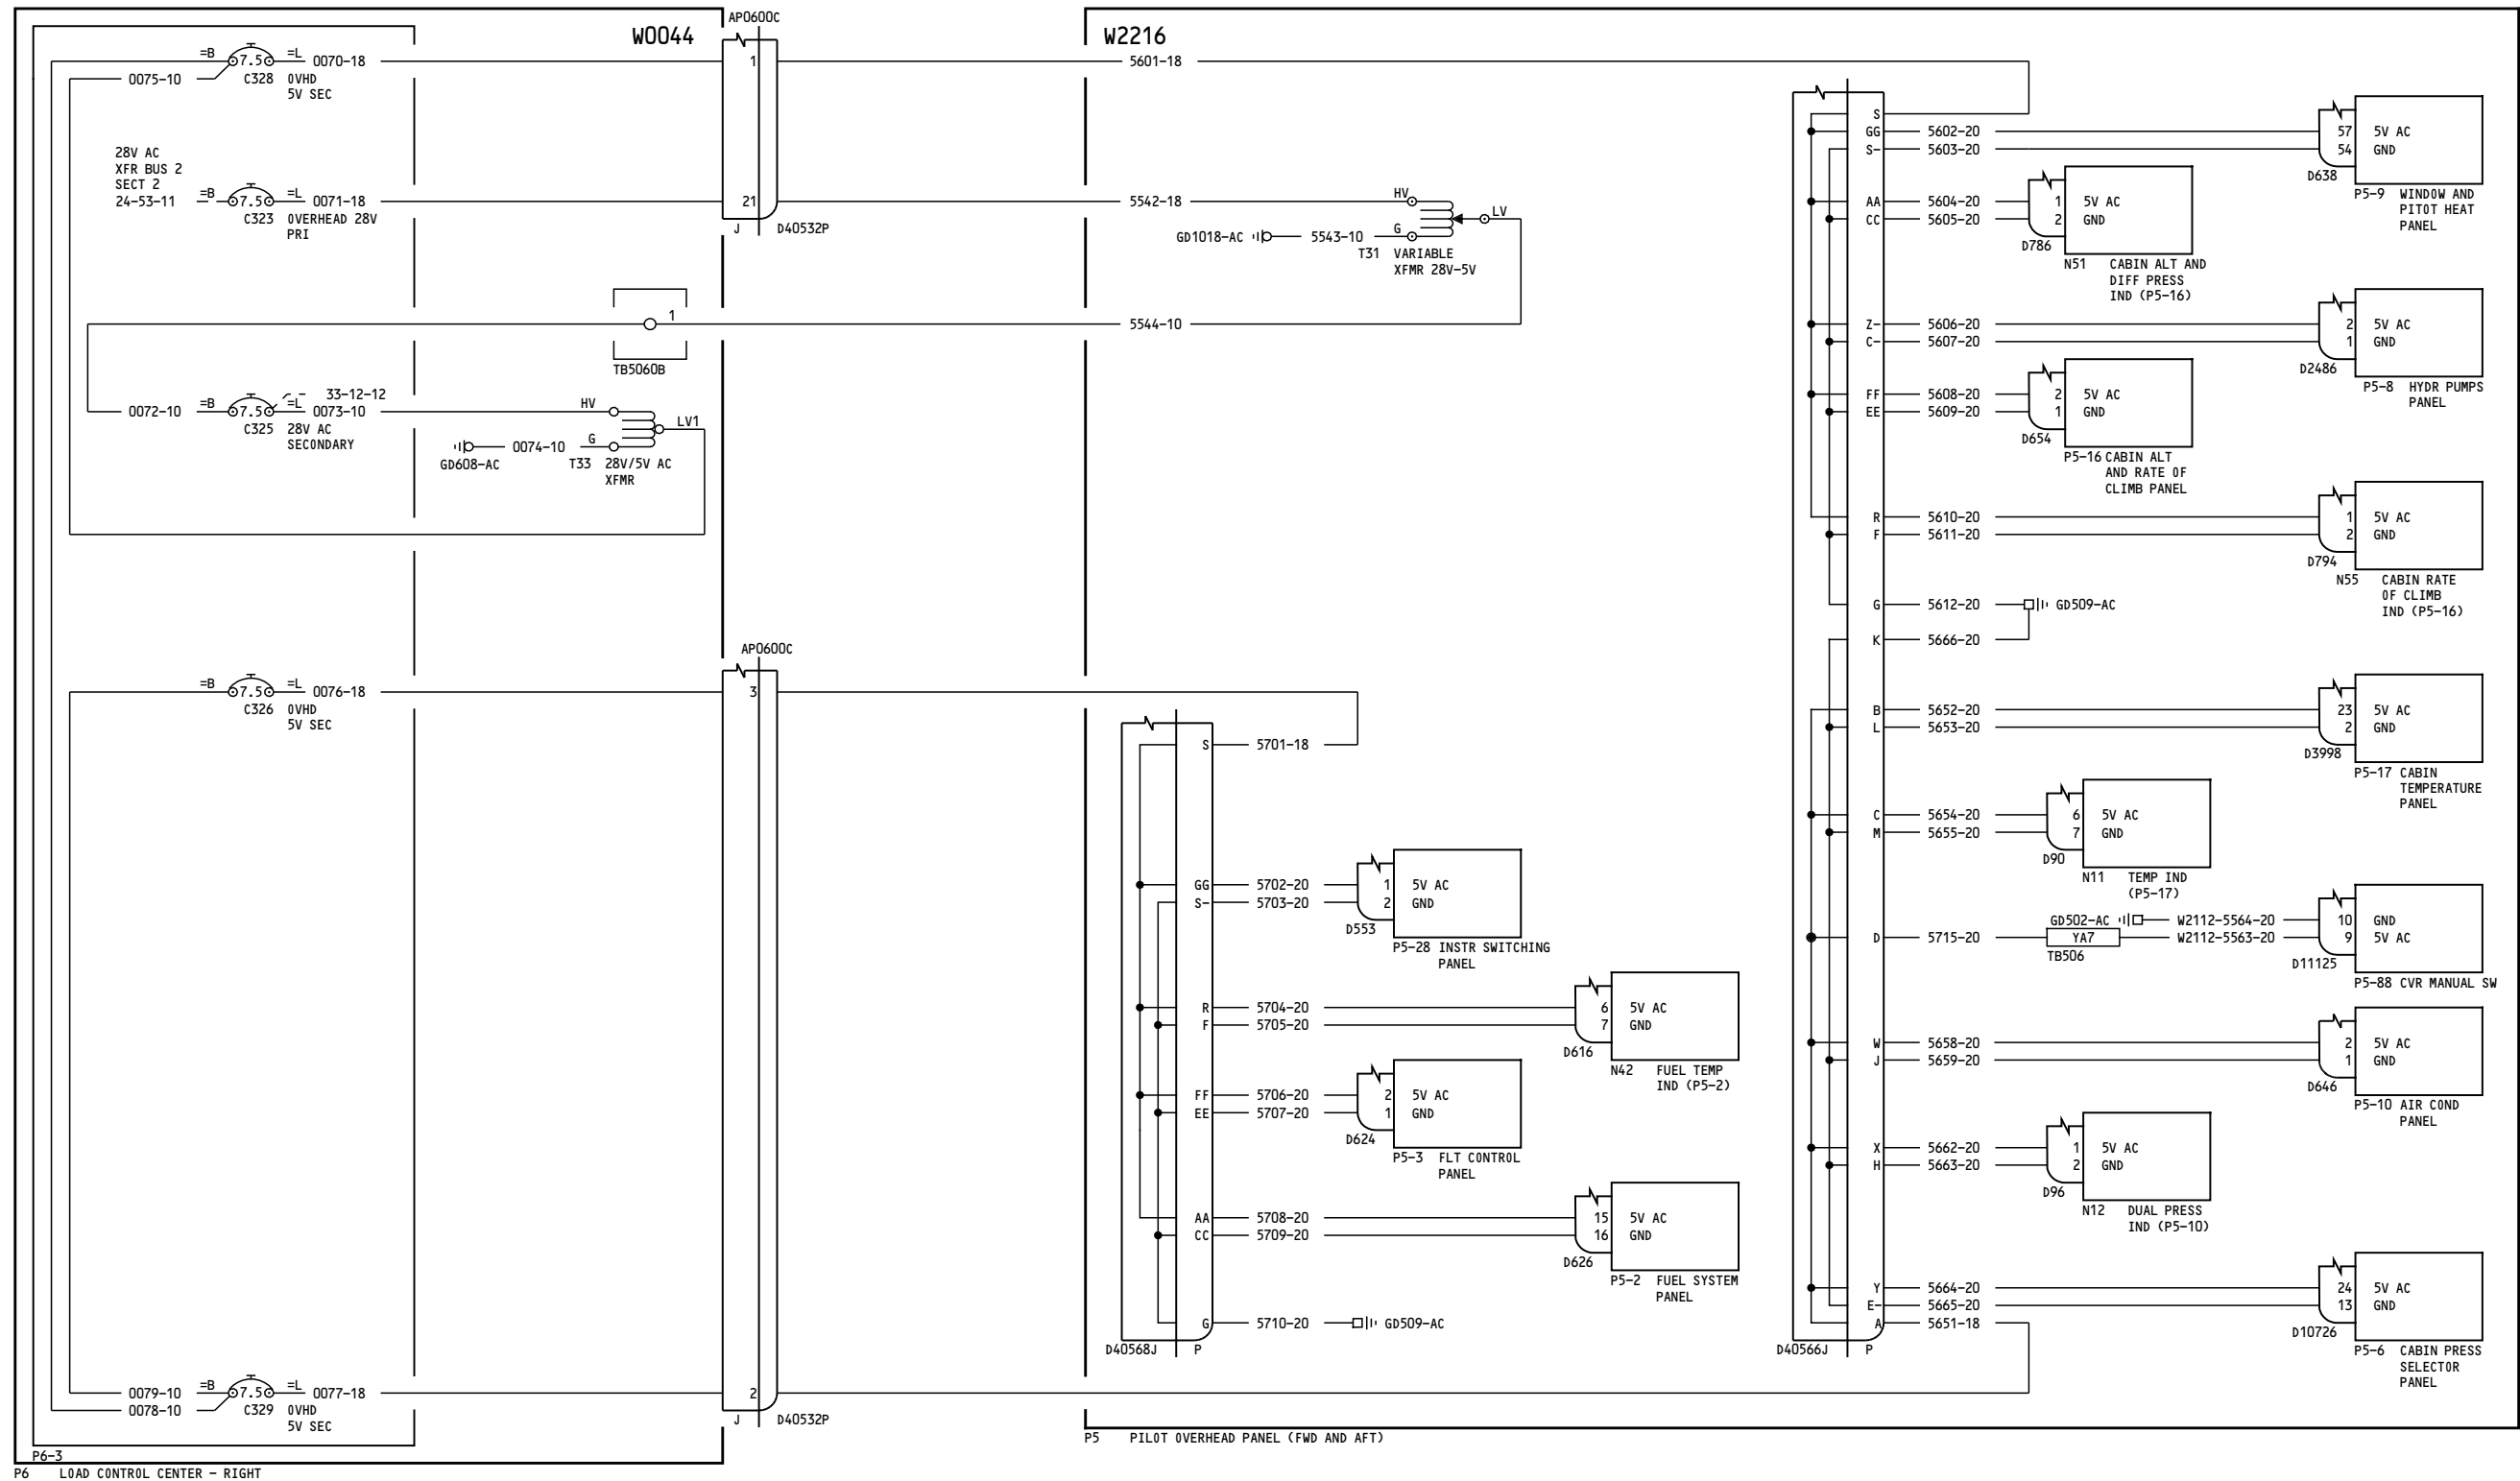 AP0600C
W0044
W2216
=B
7.5
=L
0070-18
1
5601-18
0075-10
C328
0VHD
5V SEC
28V AC
XFR BUS 2
SECT 2
24-53-11
=B
7.5
=L
0071-18
21
5542-18
C323
0VERHEAD 28V
PRI
J
D40532P
HV
LV
GD1018-AC
5543-10
G
T31
VARIABLE
XFMR 28V-5V
1
5544-10
TB5060B
33-12-12
0072-10
=B
7.5
=L
0073-10
C325
28V AC
SECONDARY
HV
LV1
G
GD608-AC
0074-10
T33
28V/5V AC
XFMR
AP0600C
=B
7.5
=L
0076-18
3
C326
0VHD
5V SEC
S
5701-18
GG
5702-20
1
5V AC
S-
5703-20
2
GND
D553
P5-28 INSTR SWITCHING
PANEL
R
5704-20
6
5V AC
F
5705-20
7
GND
D616
N42
FUEL TEMP
IND (P5-2)
FF
5706-20
2
5V AC
EE
5707-20
1
GND
D624
P5-3
FLT CONTROL
PANEL
AA
5708-20
15
5V AC
CC
5709-20
16
GND
D626
P5-2
FUEL SYSTEM
PANEL
G
5710-20
GD509-AC
D40568J
P
S
GG
5602-20
57
5V AC
S-
5603-20
54
GND
D638
P5-9
WINDOW AND
PITOT HEAT
PANEL
AA
5604-20
1
5V AC
CC
5605-20
2
GND
D786
N51
CABIN ALT AND
DIFF PRESS
IND (P5-16)
Z-
5606-20
2
5V AC
C-
5607-20
1
GND
D2486
P5-8
HYDR PUMPS
PANEL
FF
5608-20
2
5V AC
EE
5609-20
1
GND
D654
P5-16 CABIN ALT
AND RATE OF
CLIMB PANEL
R
5610-20
1
5V AC
F
5611-20
2
GND
D794
N55
CABIN RATE
OF CLIMB
IND (P5-16)
G
5612-20
GD509-AC
K
5666-20
B
5652-20
23
5V AC
L
5653-20
2
GND
D3998
P5-17 CABIN
TEMPERATURE
PANEL
C
5654-20
6
5V AC
M
5655-20
7
GND
D90
N11
TEMP IND
(P5-17)
GD502-AC
W2112-5564-20
10
GND
D
5715-20
YA7
W2112-5563-20
9
5V AC
TB506
D11125
P5-88 CVR MANUAL SW
W
5658-20
2
5V AC
J
5659-20
1
GND
D646
P5-10 AIR COND
PANEL
X
5662-20
1
5V AC
H
5663-20
2
GND
D96
N12
DUAL PRESS
IND (P5-10)
Y
5664-20
24
5V AC
E-
5665-20
13
GND
A
5651-18
D10726
P5-6
CABIN PRESS
SELECTOR
PANEL
D40566J
P
0079-10
=B
7.5
=L
0077-18
2
0078-10
C329
0VHD
5V SEC
J
D40532P
P5
PILOT OVERHEAD PANEL (FWD AND AFT)
P6-3
P6
LOAD CONTROL CENTER - RIGHT